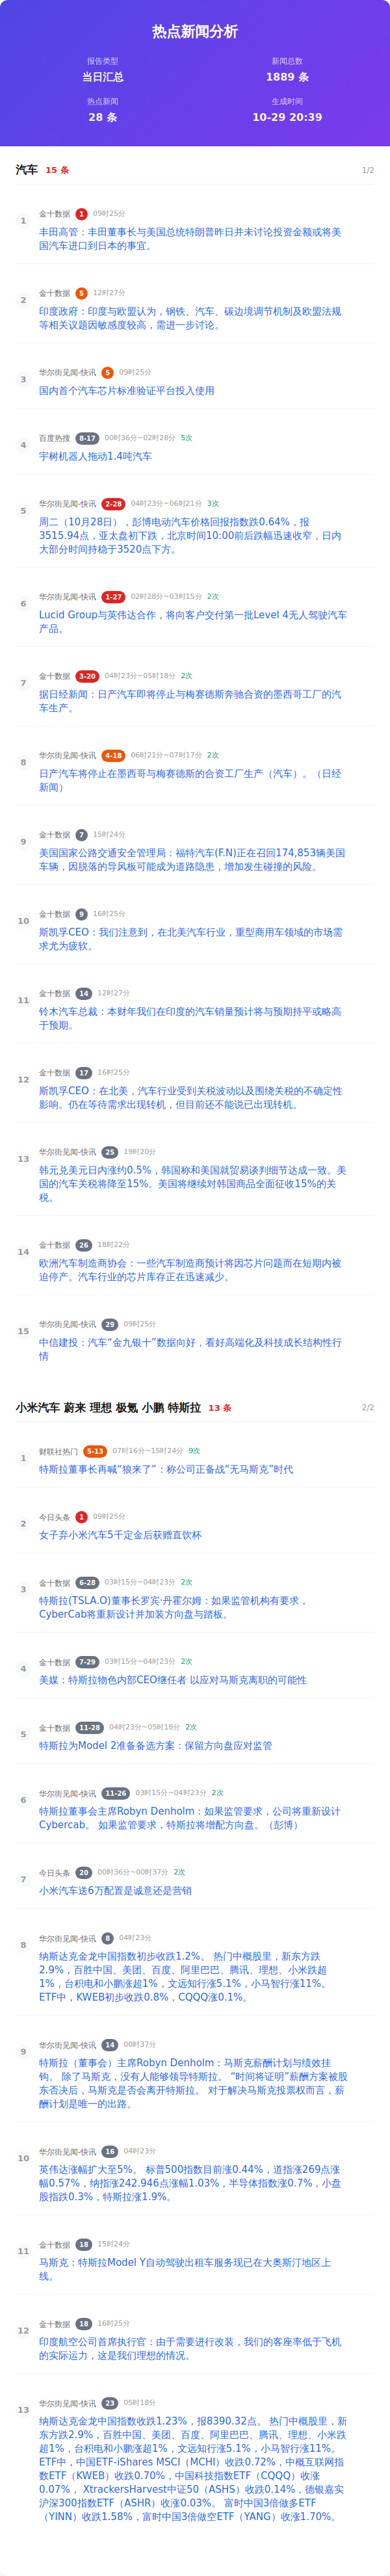 热点新闻分析
报告类型
当日汇总
新闻总数
1889 条
热点新闻
28 条
生成时间
10-29 20:39
汽车 15 条 1/2
1
金十数据 1 09时25分
丰田高管：丰田董事长与美国总统特朗普昨日并未讨论投资金额或将美
国汽车进口到日本的事宜。
2
金十数据 5 12时27分
印度政府：印度与欧盟认为，钢铁、汽车、碳边境调节机制及欧盟法规
等相关议题因敏感度较高，需进一步讨论。
3
华尔街见闻-快讯 5 09时25分
国内首个汽车芯片标准验证平台投入使用
4
百度热搜 8-17 00时36分~02时28分 5次
宇树机器人拖动1.4吨汽车
5
华尔街见闻-快讯 2-28 04时23分~06时21分 3次
周二（10月28日），彭博电动汽车价格回报指数跌0.64%，报
3515.94点，亚太盘初下跌，北京时间10:00前后跌幅迅速收窄，日内
大部分时间持稳于3520点下方。
6
华尔街见闻-快讯 1-27 02时28分~03时15分 2次
Lucid Group与英伟达合作，将向客户交付第一批Level 4无人驾驶汽车
产品。
7
金十数据 3-20 04时23分~05时18分 2次
据日经新闻：日产汽车即将停止与梅赛德斯奔驰合资的墨西哥工厂的汽
车生产。
8
华尔街见闻-快讯 4-18 06时21分~07时17分 2次
日产汽车将停止在墨西哥与梅赛德斯的合资工厂生产（汽车）。（日经
新闻）
9
金十数据 7 15时24分
美国国家公路交通安全管理局：福特汽车(F.N)正在召回174,853辆美国
车辆，因脱落的导风板可能成为道路隐患，增加发生碰撞的风险。
10
金十数据 9 16时25分
斯凯孚CEO：我们注意到，在北美汽车行业，重型商用车领域的市场需
求尤为疲软。
11
金十数据 14 12时27分
铃木汽车总裁：本财年我们在印度的汽车销量预计将与预期持平或略高
于预期。
12
金十数据 17 16时25分
斯凯孚CEO：在北美，汽车行业受到关税波动以及围绕关税的不确定性
影响。仍在等待需求出现转机，但目前还不能说已出现转机。
13
华尔街见闻-快讯 25 19时20分
韩元兑美元日内涨约0.5%，韩国称和美国就贸易谈判细节达成一致。美
国的汽车关税将降至15%。美国将继续对韩国商品全面征收15%的关
税。
14
金十数据 26 18时22分
欧洲汽车制造商协会：一些汽车制造商预计将因芯片问题而在短期内被
迫停产。汽车行业的芯片库存正在迅速减少。
15
华尔街见闻-快讯 29 09时25分
中信建投：汽车“金九银十”数据向好，看好高端化及科技成长结构性行
情
小米汽车 蔚来 理想 极氪 小鹏 特斯拉 13 条 2/2
1
财联社热门 5-13 07时16分~15时24分 9次
特斯拉董事长再喊“狼来了”：称公司正备战“无马斯克”时代
2
今日头条 1 09时25分
女子弃小米汽车5千定金后获赠直饮杯
3
金十数据 6-28 03时15分~04时23分 2次
特斯拉(TSLA.O)董事长罗宾·丹霍尔姆：如果监管机构有要求，
CyberCab将重新设计并加装方向盘与踏板。
4
金十数据 7-29 03时15分~04时23分 2次
美媒：特斯拉物色内部CEO继任者 以应对马斯克离职的可能性
5
金十数据 11-28 04时23分~05时18分 2次
特斯拉为Model 2准备备选方案：保留方向盘应对监管
6
华尔街见闻-快讯 11-26 03时15分~04时23分 2次
特斯拉董事会主席Robyn Denholm：如果监管要求，公司将重新设计
Cybercab。 如果监管要求，特斯拉将增配方向盘。（彭博）
7
今日头条 20 00时36分~00时37分 2次
小米汽车送6万配置是诚意还是营销
8
华尔街见闻-快讯 8 04时23分
纳斯达克金龙中国指数初步收跌1.2%。 热门中概股里，新东方跌
2.9%，百胜中国、美团、百度、阿里巴巴、腾讯、理想、小米跌超
1%，台积电和小鹏涨超1%，文远知行涨5.1%，小马智行涨11%。
ETF中，KWEB初步收跌0.8%，CQQQ涨0.1%。
9
华尔街见闻-快讯 14 00时37分
特斯拉（董事会）主席Robyn Denholm：马斯克薪酬计划与绩效挂
钩。 除了马斯克，没有人能够领导特斯拉。 “时间将证明”薪酬方案被股
东否决后，马斯克是否会离开特斯拉。 对于解决马斯克投票权而言，薪
酬计划是唯一的出路。
10
华尔街见闻-快讯 16 04时23分
英伟达涨幅扩大至5%。 标普500指数目前涨0.44%，道指涨269点涨
幅0.57%，纳指涨242.946点涨幅1.03%，半导体指数涨0.7%，小盘
股指跌0.3%，特斯拉涨1.9%。
11
金十数据 18 15时24分
马斯克：特斯拉Model Y自动驾驶出租车服务现已在大奥斯汀地区上
线。
12
金十数据 18 16时25分
印度航空公司首席执行官：由于需要进行改装，我们的客座率低于飞机
的实际运力，这是我们理想的情况。
13
华尔街见闻-快讯 23 05时18分
纳斯达克金龙中国指数收跌1.23%，报8390.32点。 热门中概股里，新
东方跌2.9%，百胜中国、美团、百度、阿里巴巴、腾讯、理想、小米跌
超1%，台积电和小鹏涨超1%，文远知行涨5.1%，小马智行涨11%。
ETF中，中国ETF-iShares MSCI（MCHI）收跌0.72%，中概互联网指
数ETF（KWEB）收跌0.70%，中国科技指数ETF（CQQQ）收涨
0.07%， XtrackersHarvest中证50（ASHS）收跌0.14%，德银嘉实
沪深300指数ETF（ASHR）收涨0.03%。 富时中国3倍做多ETF
（YINN）收跌1.58%，富时中国3倍做空ETF（YANG）收涨1.70%。